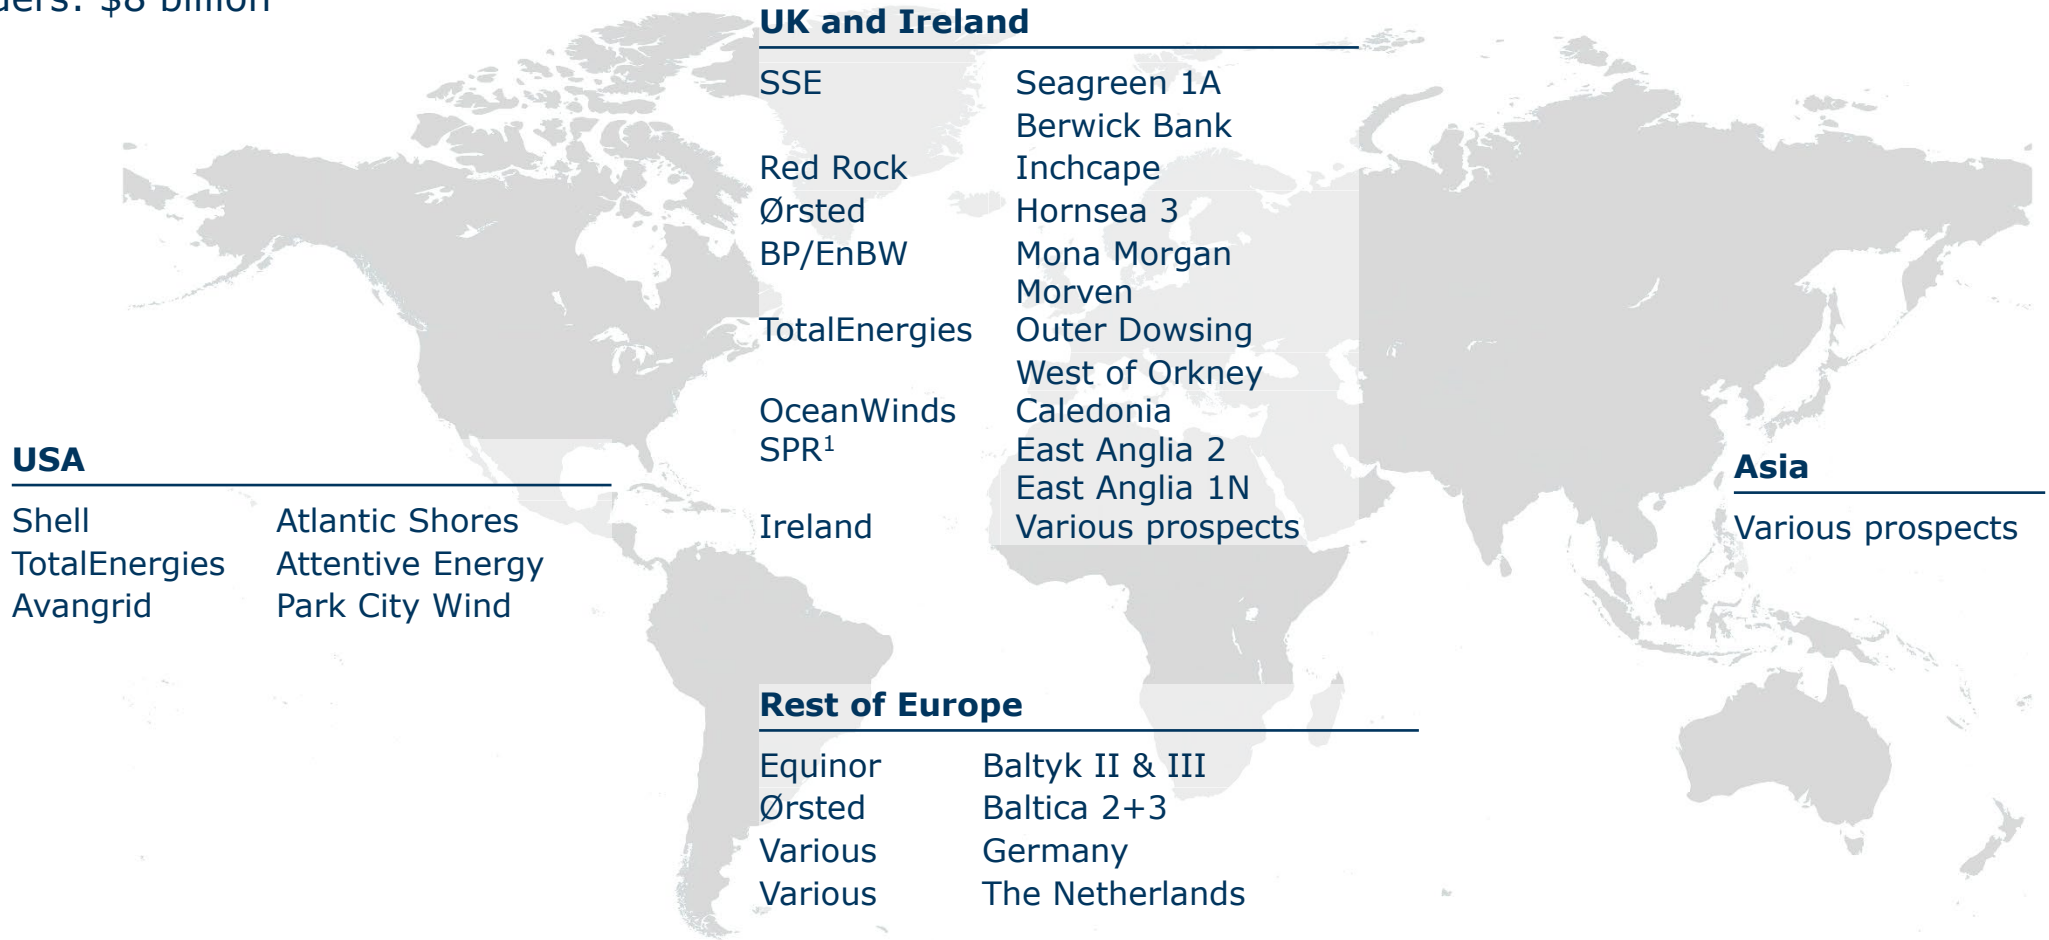 : $8 billion
UK and Ireland
SSE Seagreen 1A
Berwick Bank
Red Rock Inchcape
Ørsted Hornsea 3
BP/EnBW Mona Morgan
Morven
TotalEnergies Outer Dowsing
West of Orkney
OceanWinds Caledonia
SPR¹ East Anglia 2
East Anglia 1N
Ireland Various prospects
USA
Shell Atlantic Shores
TotalEnergies Attentive Energy
Avangrid Park City Wind
Asia
Various prospects
Rest of Europe
Equinor Baltyk II & III
Ørsted Baltica 2+3
Various Germany
Various The Netherlands